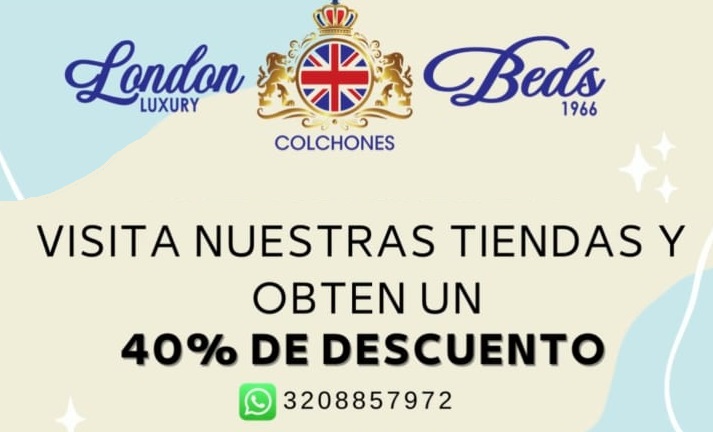 London Beds
LUXURY 1966
COLCHONES
VISITA NUESTRAS TIENDAS Y
OBTEN UN
40% DE DESCUENTO
3208857972